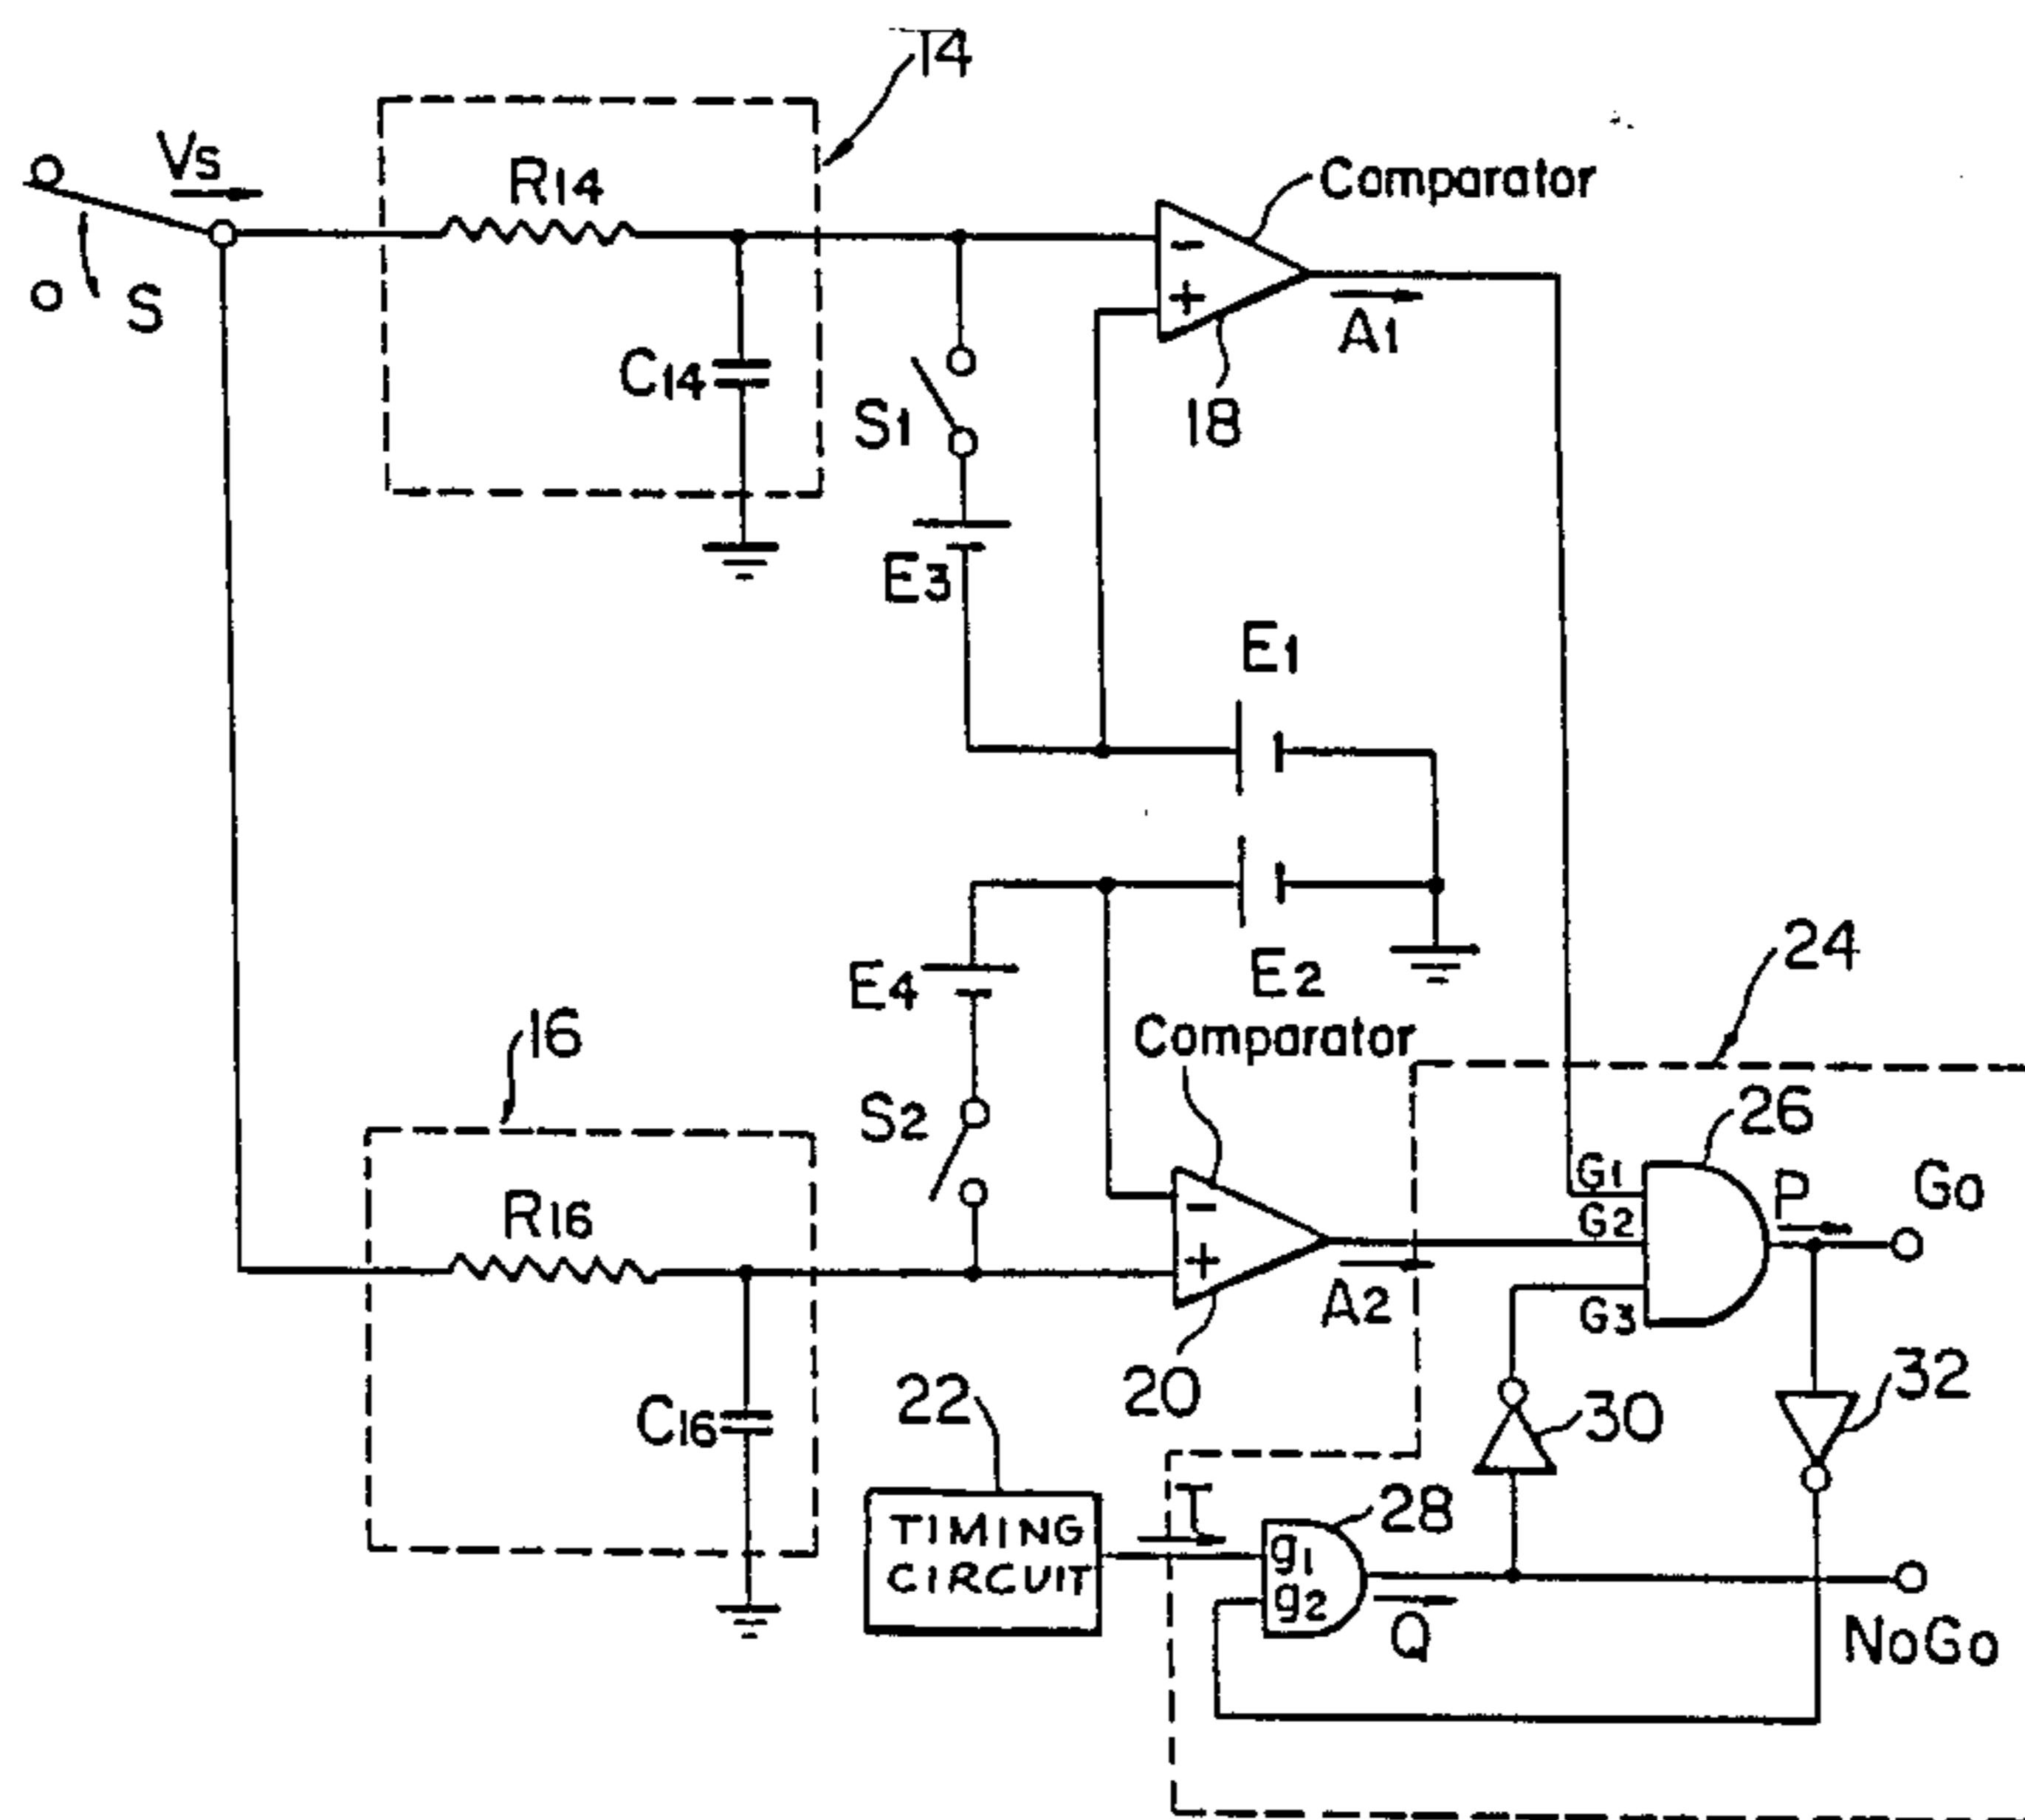 14
Vs
R14
Comparator
S
C14
S1
18
A1
E3
E1
E4
E2
24
16
Comparator
S2
26
G1
P
Go
R16
G2
G3
A2
20
32
22
C16
30
TIMING
CIRCUIT
T
28
g1
g2
Q
NoGo